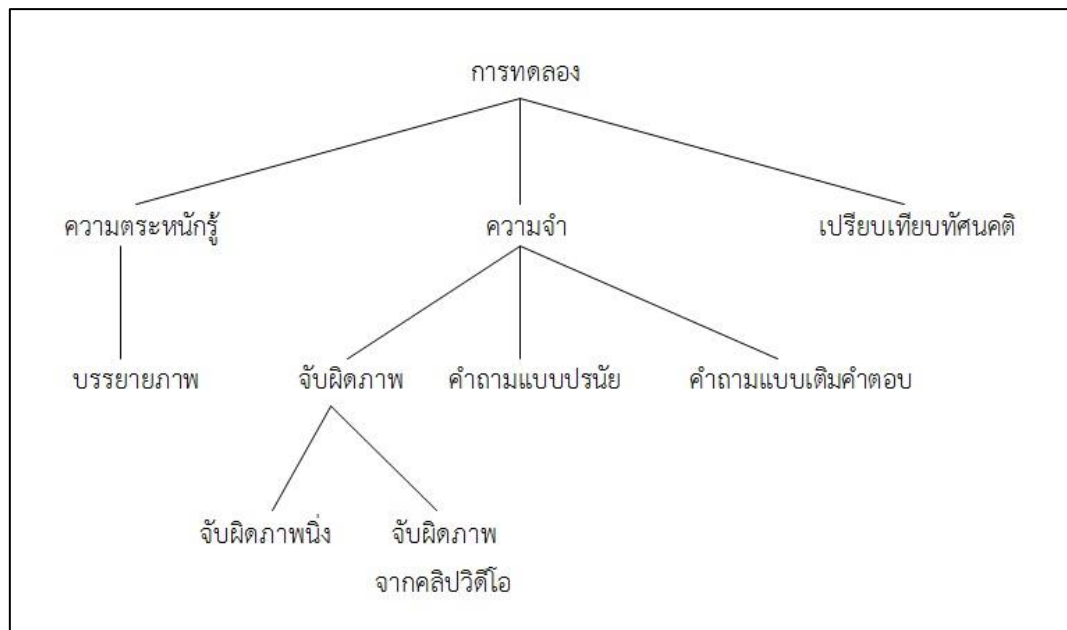 การทดลอง
ความตระหนักรู้
ความจำ
เปรียบเทียบทัศนคติ
บรรยายภาพ
จับผิดภาพ
คำถามแบบปรนัย
คำถามแบบเติมคำตอบ
จับผิดภาพนิ่ง
จับผิดภาพ
จากคลิปวิดีโอ